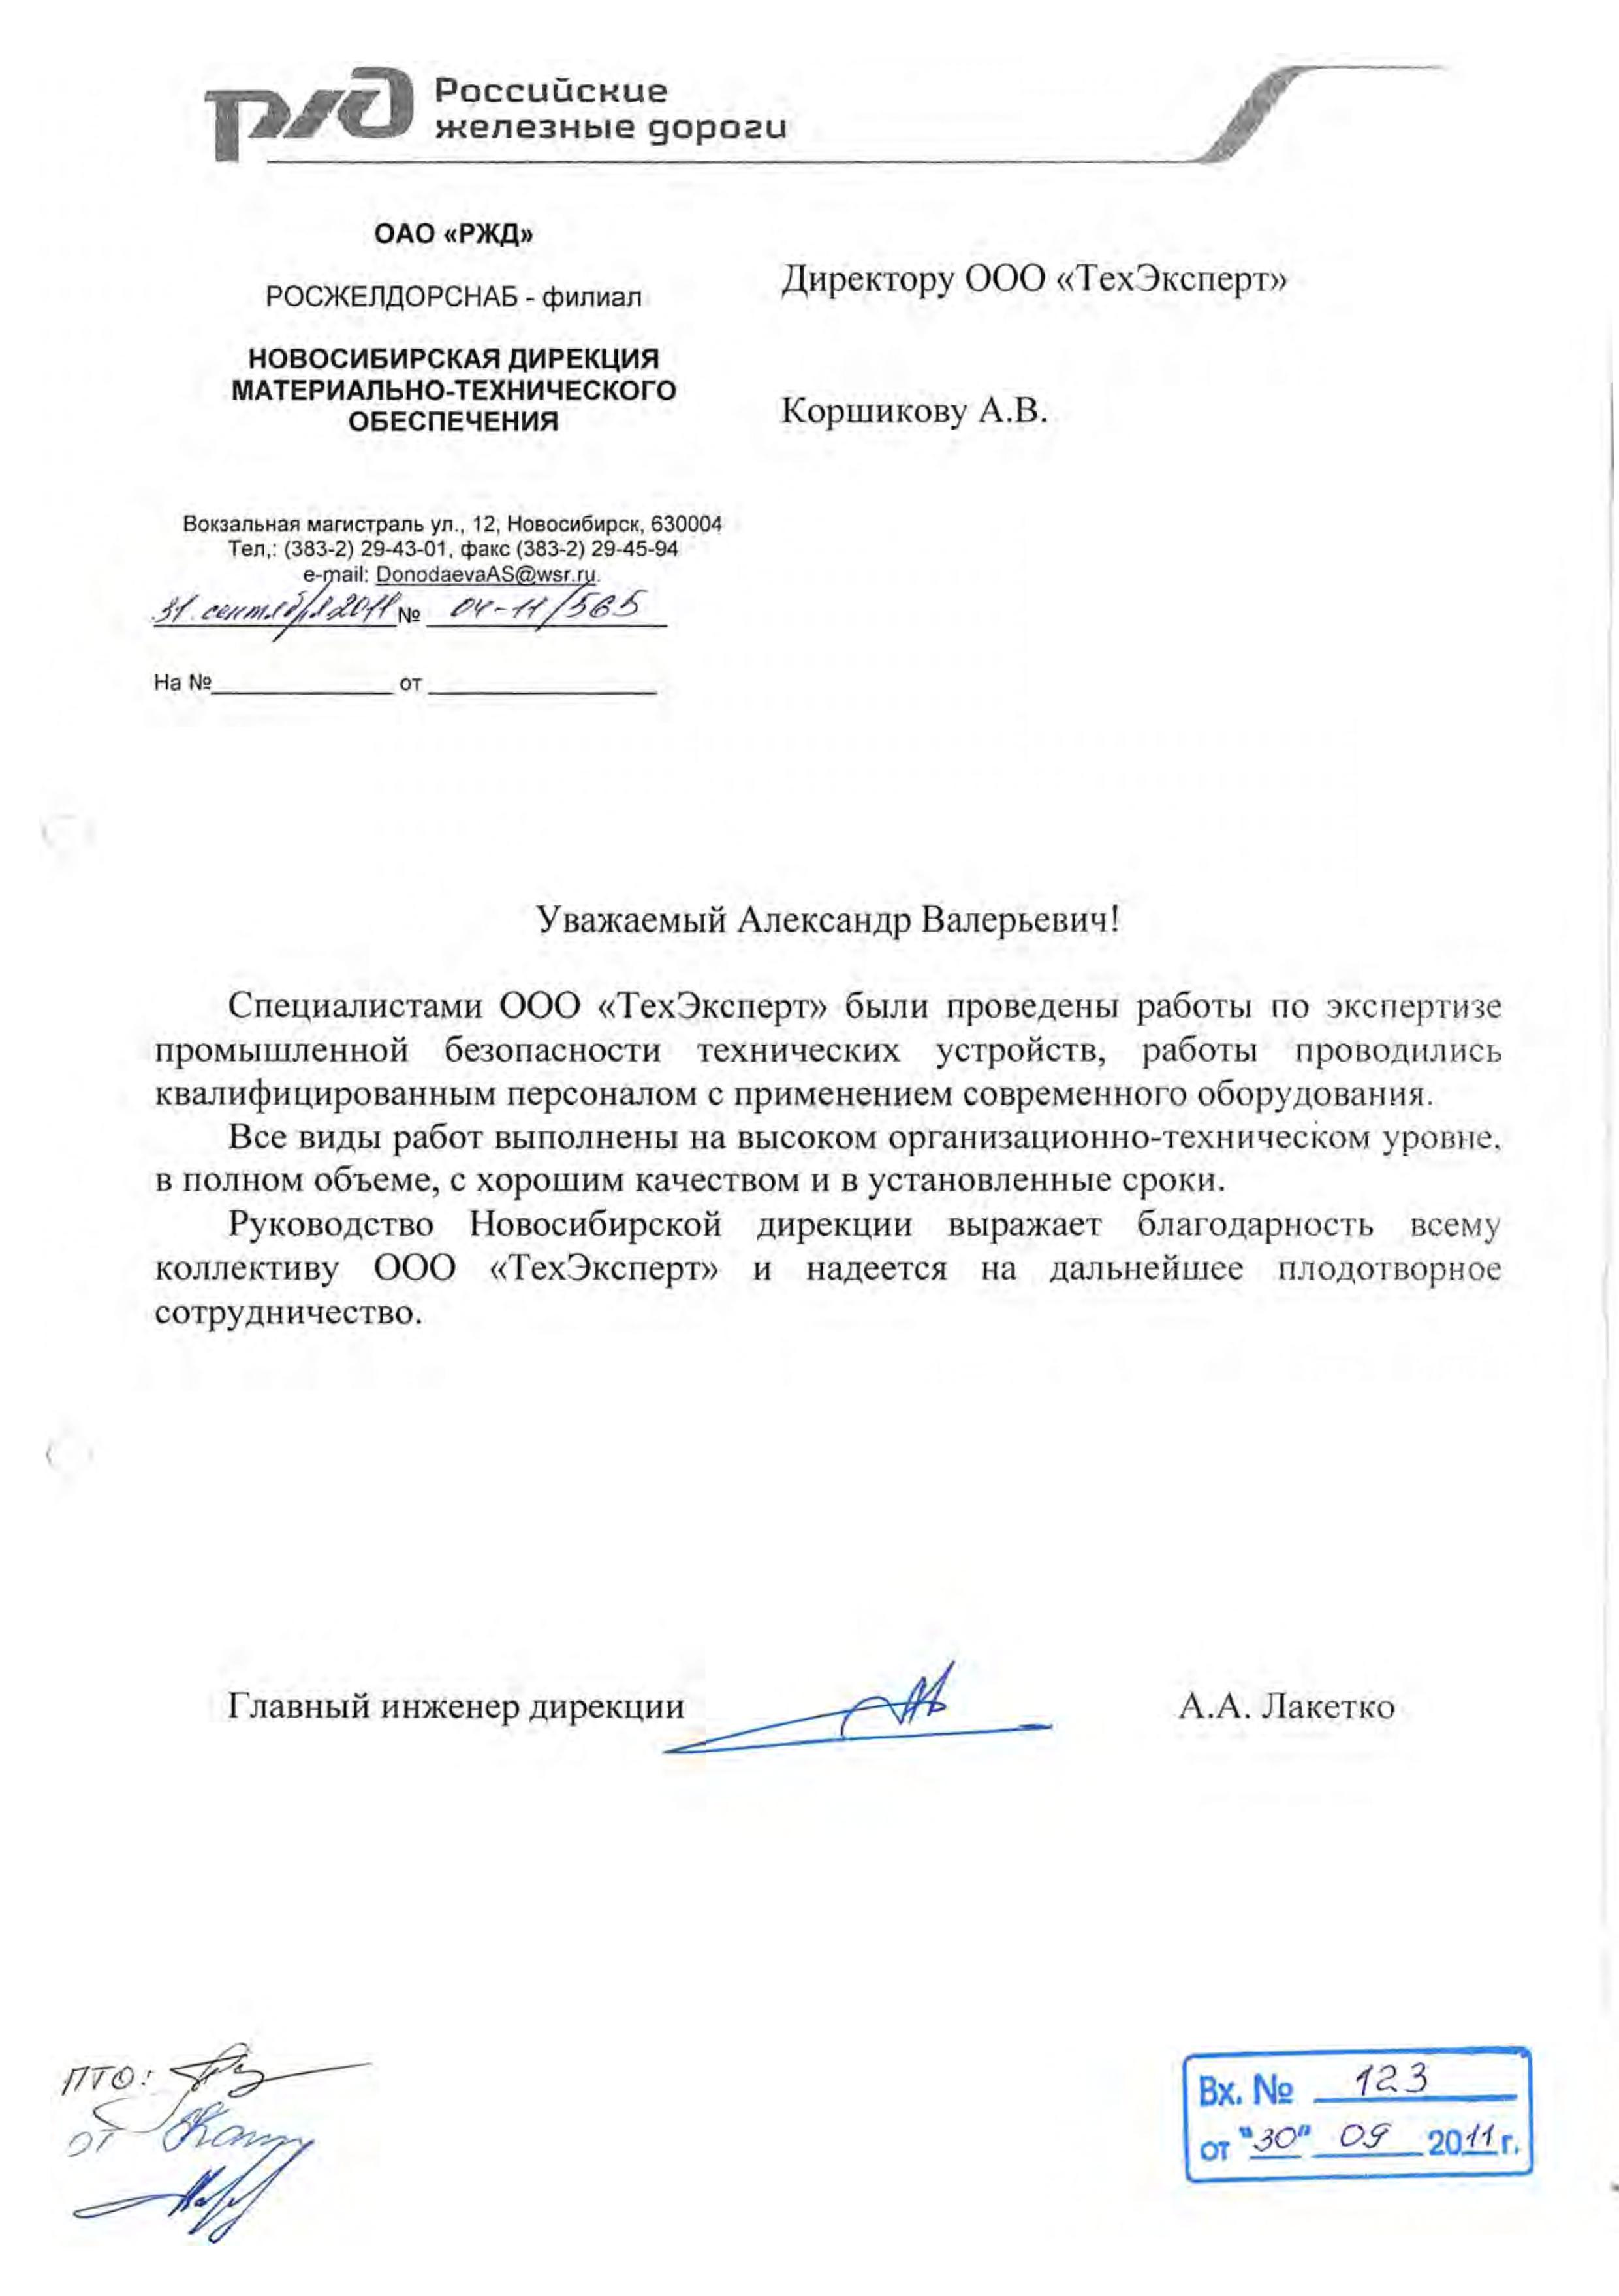 РЖД Российские
железные дороги
ОАО «РЖД»
РОСЖЕЛДОРСНАБ - филиал
НОВОСИБИРСКАЯ ДИРЕКЦИЯ
МАТЕРИАЛЬНО-ТЕХНИЧЕСКОГО
ОБЕСПЕЧЕНИЯ
Вокзальная магистраль ул., 12, Новосибирск, 630004
Тел,: (383-2) 29-43-01, факс (383-2) 29-45-94
e-mail: DonodaevaAS@wsr.ru.
31 сентября 2011 № 04-11/565
На № от
Директору ООО «ТехЭксперт»
Коршикову А.В.
Уважаемый Александр Валерьевич!
Специалистами ООО «ТехЭксперт» были проведены работы по экспертизе
промышленной безопасности технических устройств, работы проводились
квалифицированным персоналом с применением современного оборудования.
Все виды работ выполнены на высоком организационно-техническом уровне,
в полном объеме, с хорошим качеством и в установленные сроки.
Руководство Новосибирской дирекции выражает благодарность всему
коллективу ООО «ТехЭксперт» и надеется на дальнейшее плодотворное
сотрудничество.
Главный инженер дирекции А.А. Лакетко
ПТО:
ОТ
Вх. № 123
от "30" 09 2011 г.